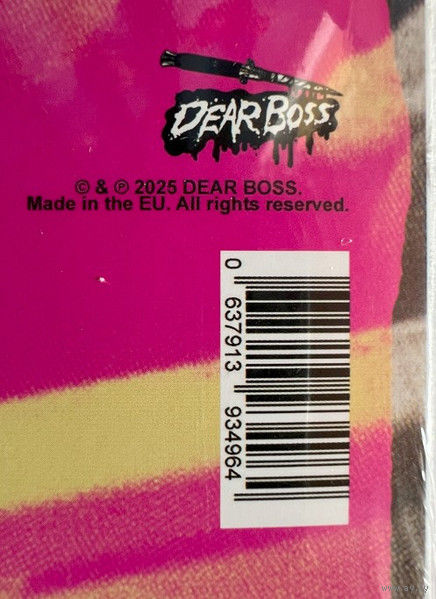 DEAR BOSS
© & ℗ 2025 DEAR BOSS.
Made in the EU. All rights reserved.
0 637913 934964